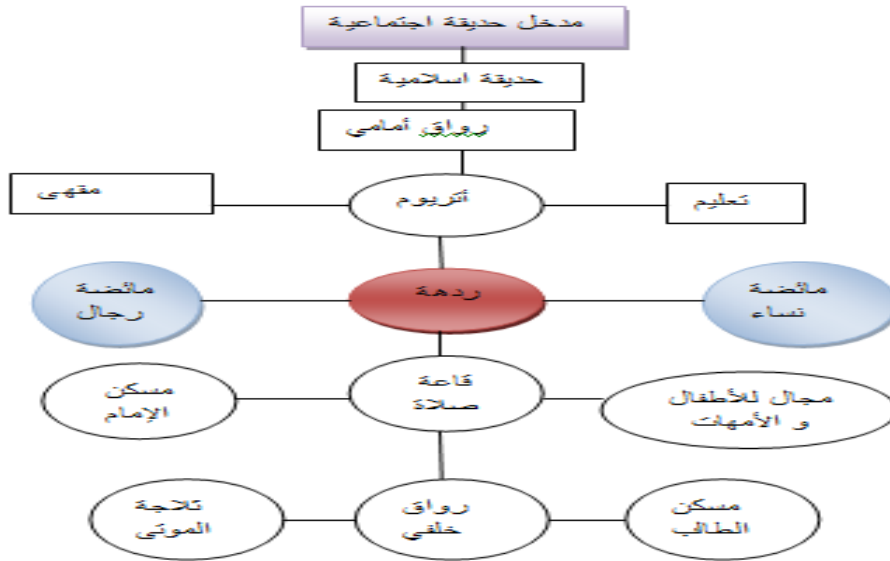 مدخل حديقة اجتماعية
حديقة اسلامية
رواق أمامي
تعليم
أتريوم
مقهى
مائضة
نساء
ردهة
مائضة
رجال
مجال للأطفال
و الأمهات
قاعة
صلاة
مسكن
الإمام
مسكن
الطالب
رواق
خلفي
ثلاجة
الموتى